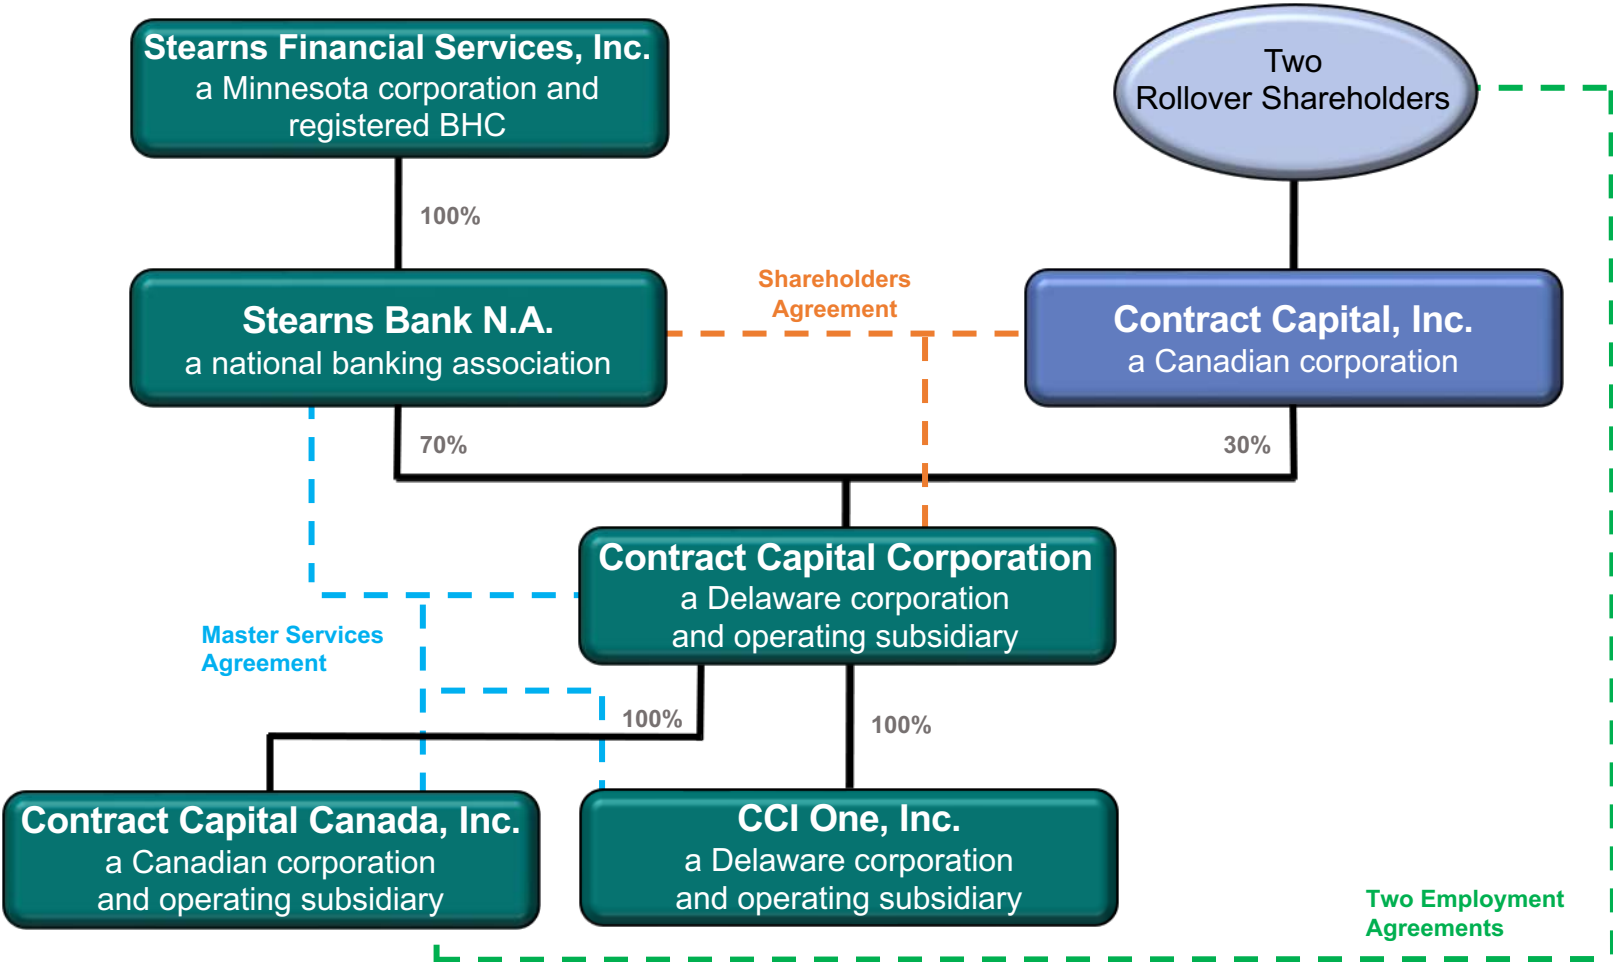 Stearns Financial Services, Inc.
a Minnesota corporation and
registered BHC
Two
Rollover Shareholders
100%
Stearns Bank N.A.
a national banking association
Shareholders
Agreement
Contract Capital, Inc.
a Canadian corporation
70%
30%
Contract Capital Corporation
a Delaware corporation
and operating subsidiary
Master Services
Agreement
100%
100%
Contract Capital Canada, Inc.
a Canadian corporation
and operating subsidiary
CCI One, Inc.
a Delaware corporation
and operating subsidiary
Two Employment
Agreements